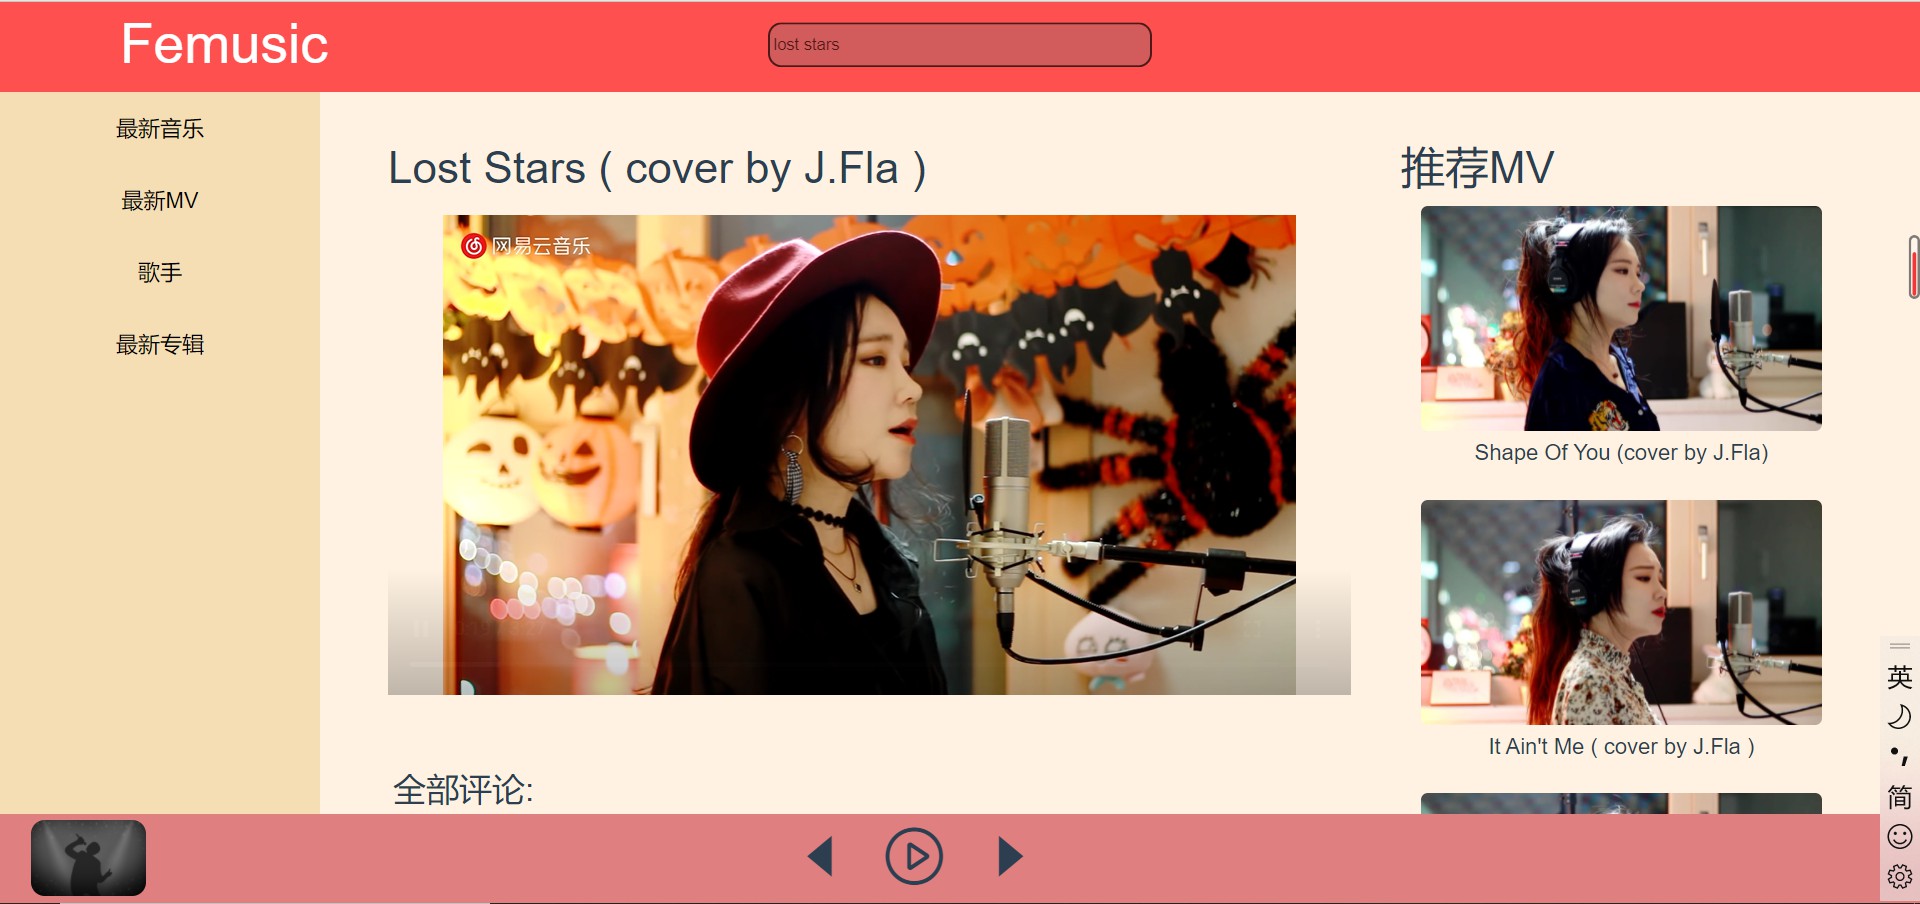 Femusic
lost stars
最新音乐
最新MV
歌手
最新专辑
Lost Stars ( cover by J.Fla )
网易云音乐
全部评论:
推荐MV
Shape Of You (cover by J.Fla)
It Ain't Me ( cover by J.Fla )
英
•,
简